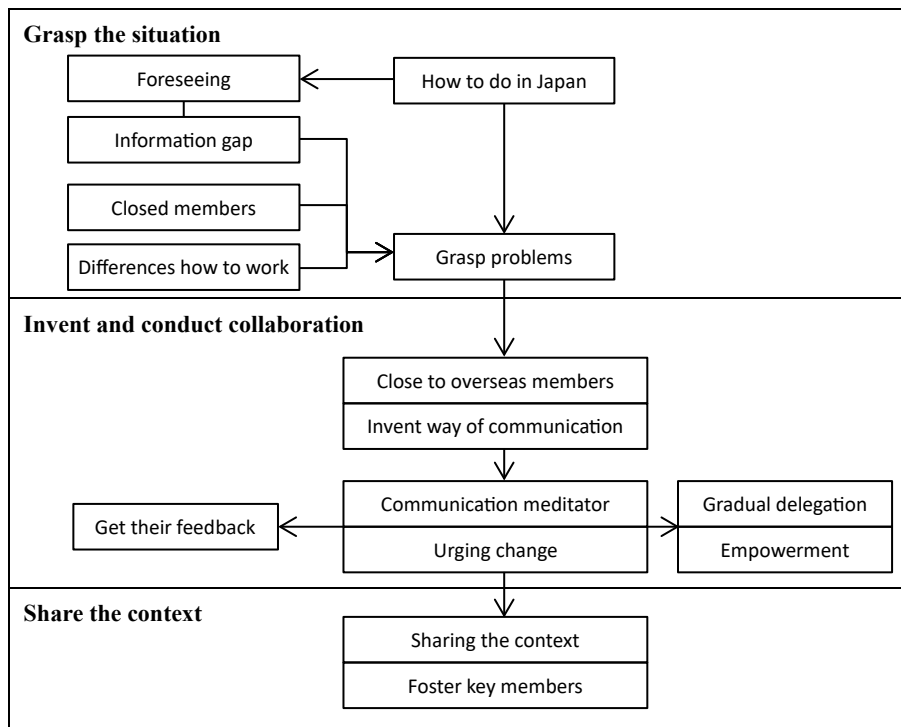 Grasp the situation
Foreseeing
How to do in Japan
Information gap
Closed members
Grasp problems
Differences how to work
Invent and conduct collaboration
Close to overseas members
Invent way of communication
Communication meditator
Gradual delegation
Get their feedback
Urging change
Empowerment
Share the context
Sharing the context
Foster key members